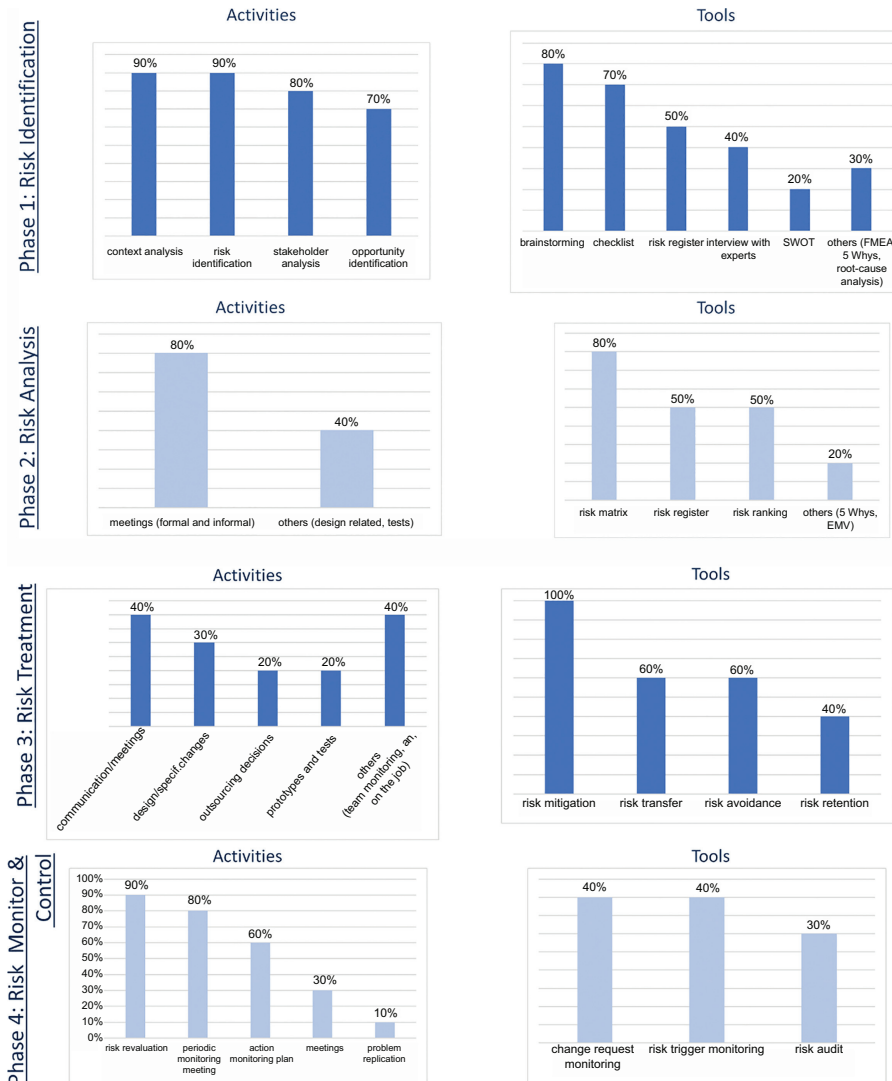 Phase 1: Risk Identification
Activities
90%
90%
80%
70%
context analysis
risk
identification
stakeholder
analysis
opportunity
identification
Tools
80%
70%
50%
40%
20%
30%
brainstorming
checklist
risk register
interview with
experts
SWOT
others (FMEA
5 Whys,
root-cause
analysis)
Phase 2: Risk Analysis
Activities
80%
40%
meetings (formal and informal)
others (design related, tests)
Tools
80%
50%
50%
20%
risk matrix
risk register
risk ranking
others (5 Whys,
EMV)
Phase 3: Risk Treatment
Activities
40%
30%
20%
20%
40%
communication/meetings
design/specif.changes
outsourcing decisions
prototypes and tests
others
(team monitoring, an,
on the job)
Tools
100%
60%
60%
40%
risk mitigation
risk transfer
risk avoidance
risk retention
Phase 4: Risk Monitor &
Control
Activities
100%
90%
80%
70%
60%
50%
40%
30%
20%
10%
0%
90%
80%
60%
30%
10%
risk revaluation
periodic
monitoring
meeting
action
monitoring plan
meetings
problem
replication
Tools
40%
40%
30%
change request
monitoring
risk trigger monitoring
risk audit